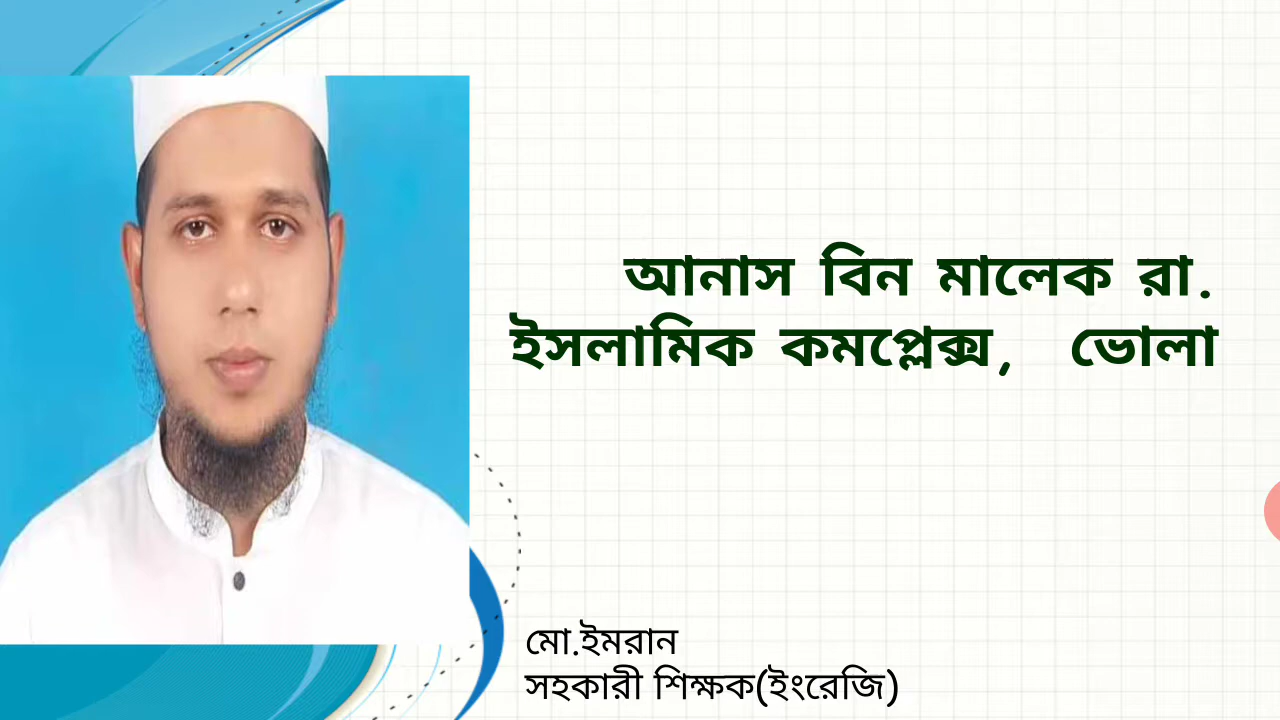 আনাস বিন মালেক রা.
ইসলামিক কমপ্লেক্স, ভোলা
মো.ইমরান
সহকারী শিক্ষক(ইংরেজি)